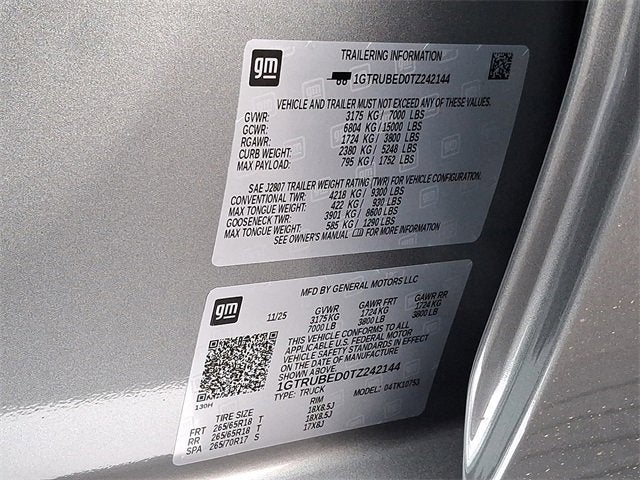 gm
TRAILERING INFORMATION
1GTRUBED0TZ242144
VEHICLE AND TRAILER MUST NOT EXCEED ANY OF THESE VALUES.
GVWR: 3175 KG / 7000 LBS
GCWR: 6804 KG / 15000 LBS
RGAWR: 1724 KG / 3800 LBS
CURB WEIGHT: 2380 KG / 5248 LBS
MAX PAYLOAD: 795 KG / 1752 LBS
SAE J2807 TRAILER WEIGHT RATING (TWR) FOR VEHICLE CONFIGURATION.
CONVENTIONAL TWR: 4218 KG / 9300 LBS
MAX TONGUE WEIGHT: 422 KG / 930 LBS
GOOSENECK TWR: 3901 KG / 8600 LBS
MAX TONGUE WEIGHT: 585 KG / 1290 LBS
SEE OWNER'S MANUAL FOR MORE INFORMATION
gm
MFD BY GENERAL MOTORS LLC
11/25 GVWR GAWR FRT GAWR RR
3175 KG 1724 KG 1724 KG
7000 LB 3800 LB 3800 LB
THIS VEHICLE CONFORMS TO ALL
APPLICABLE U.S. FEDERAL MOTOR
VEHICLE SAFETY STANDARDS IN EFFECT
ON THE DATE OF MANUFACTURE
SHOWN ABOVE.
1GTRUBED0TZ242144
TYPE: TRUCK MODEL: 04TK10753
130H
TIRE SIZE RIM
FRT 265/65R18 T 18X8.5J
RR 265/65R18 T 18X8.5J
SPA 265/70R17 S 17X8J